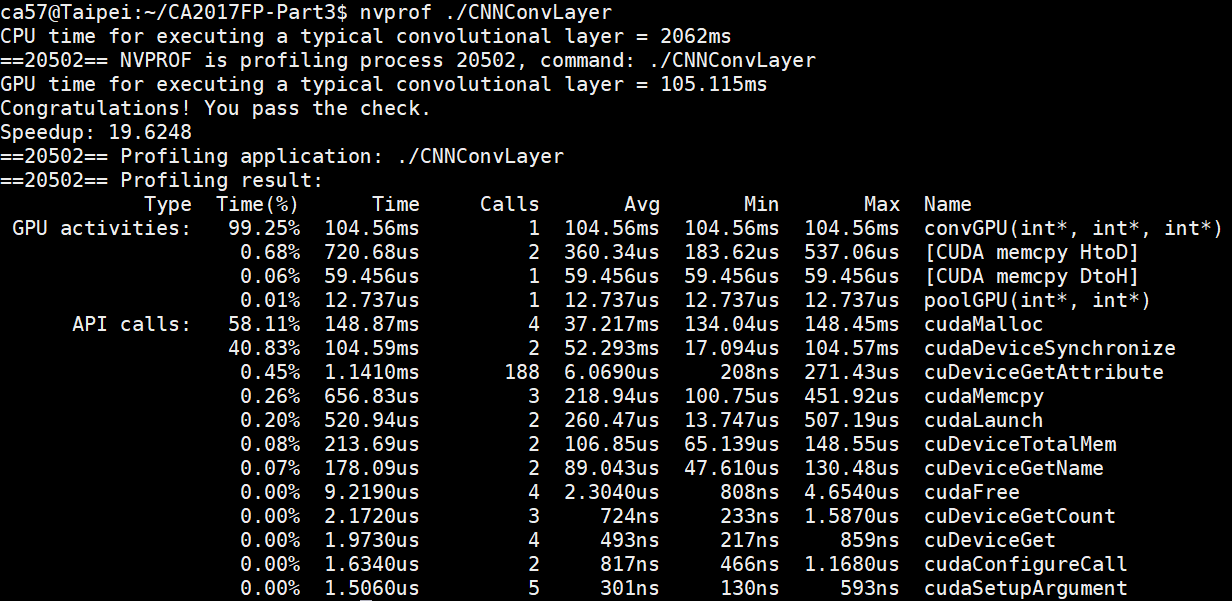 ca57@Taipei:~/CA2017FP-Part3$ nvprof ./CNNConvLayer
CPU time for executing a typical convolutional layer = 2062ms
==20502== NVPROF is profiling process 20502, command: ./CNNConvLayer
GPU time for executing a typical convolutional layer = 105.115ms
Congratulations! You pass the check.
Speedup: 19.6248
==20502== Profiling application: ./CNNConvLayer
==20502== Profiling result:
            Type  Time(%)      Time     Calls       Avg       Min       Max  Name
 GPU activities:   99.25%  104.56ms         1  104.56ms  104.56ms  104.56ms  convGPU(int*, int*, int*)
                    0.68%  720.68us         2  360.34us  183.62us  537.06us  [CUDA memcpy HtoD]
                    0.06%  59.456us         1  59.456us  59.456us  59.456us  [CUDA memcpy DtoH]
                    0.01%  12.737us         1  12.737us  12.737us  12.737us  poolGPU(int*, int*)
      API calls:   58.11%  148.87ms         4  37.217ms  134.04us  148.45ms  cudaMalloc
                   40.83%  104.59ms         2  52.293ms  17.094us  104.57ms  cudaDeviceSynchronize
                    0.45%  1.1410ms       188  6.0690us     208ns  271.43us  cuDeviceGetAttribute
                    0.26%  656.83us         3  218.94us  100.75us  451.92us  cudaMemcpy
                    0.20%  520.94us         2  260.47us  13.747us  507.19us  cudaLaunch
                    0.08%  213.69us         2  106.85us  65.139us  148.55us  cuDeviceTotalMem
                    0.07%  178.09us         2  89.043us  47.610us  130.48us  cuDeviceGetName
                    0.00%  9.2190us         4  2.3040us     808ns  4.6540us  cudaFree
                    0.00%  2.1720us         3     724ns     233ns  1.5870us  cuDeviceGetCount
                    0.00%  1.9730us         4     493ns     217ns     859ns  cuDeviceGet
                    0.00%  1.6340us         2     817ns     466ns  1.1680us  cudaConfigureCall
                    0.00%  1.5060us         5     301ns     130ns     593ns  cudaSetupArgument